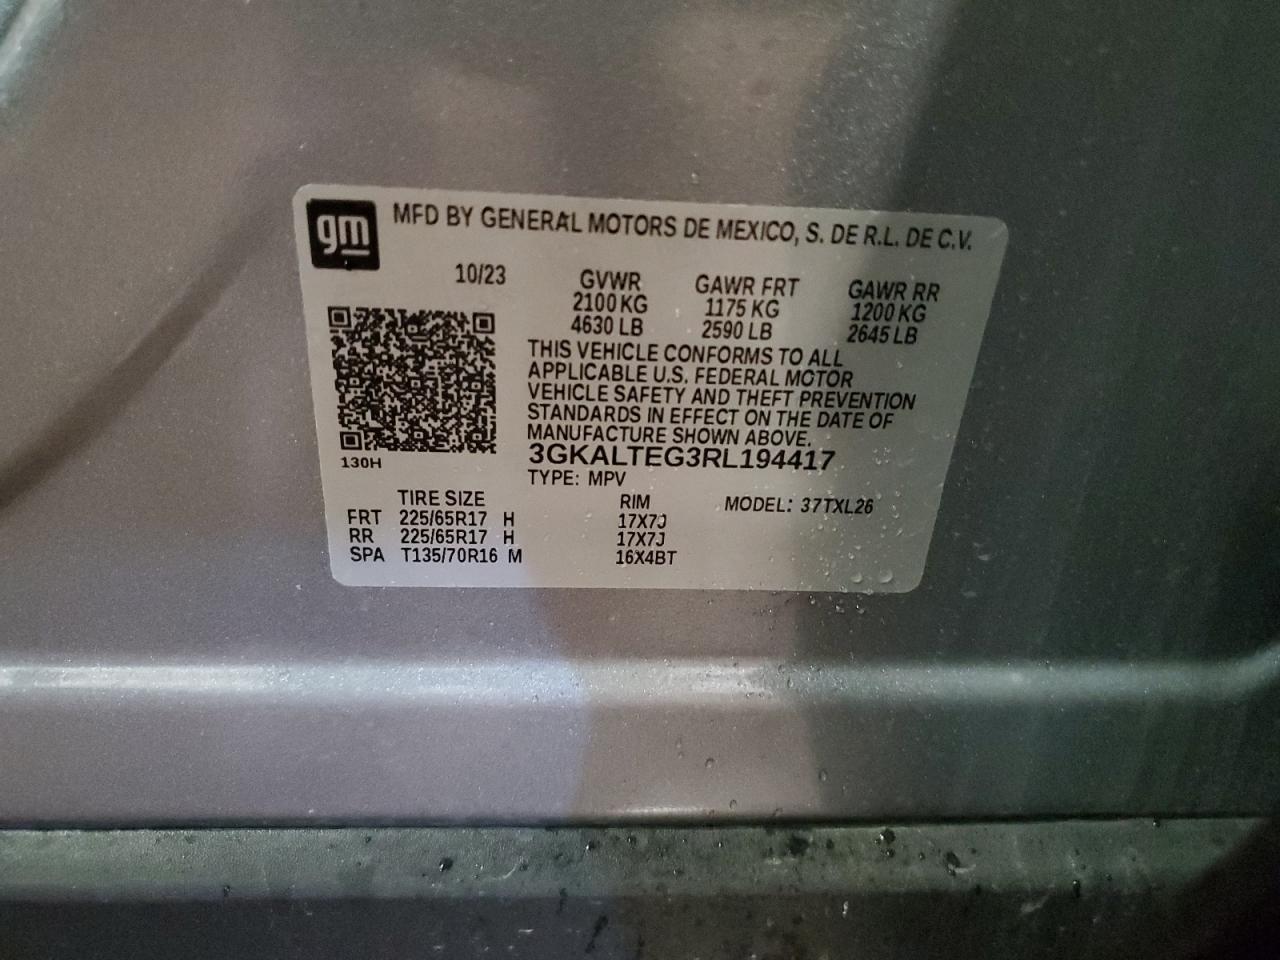 gm
MFD BY GENERAL MOTORS DE MEXICO, S. DE R.L. DE C.V.
10/23 GVWR GAWR FRT GAWR RR
2100 KG 1175 KG 1200 KG
4630 LB 2590 LB 2645 LB
THIS VEHICLE CONFORMS TO ALL
APPLICABLE U.S. FEDERAL MOTOR
VEHICLE SAFETY AND THEFT PREVENTION
STANDARDS IN EFFECT ON THE DATE OF
MANUFACTURE SHOWN ABOVE.
130H
3GKALTEG3RL194417
TYPE: MPV
TIRE SIZE RIM MODEL: 37TXL26
FRT 225/65R17 H 17X7J
RR 225/65R17 H 17X7J
SPA T135/70R16 M 16X4BT